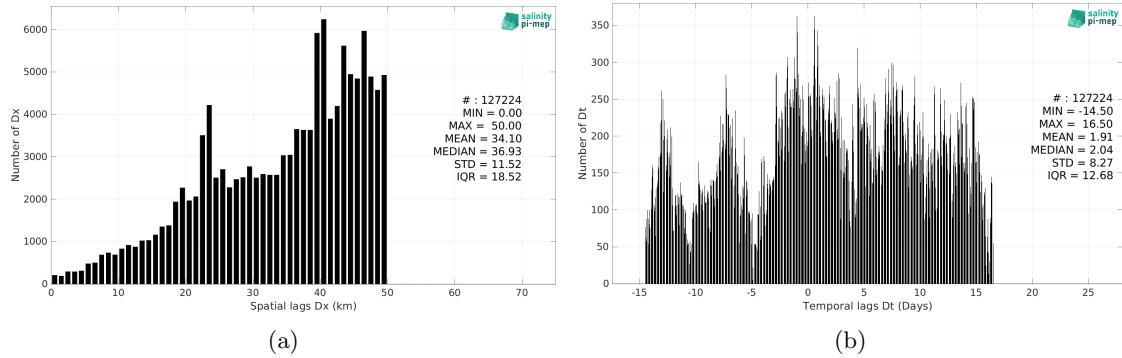 salinity
pi-mep
6000
5000
4000
3000
2000
1000
0
Number of Dx
# : 127224
MIN = 0.00
MAX = 50.00
MEAN = 34.10
MEDIAN = 36.93
STD = 11.52
IQR = 18.52
0 10 20 30 40 50 60 70
Spatial lags Dx (km)
(a)
salinity
pi-mep
350
300
250
200
150
100
50
0
Number of Dt
# : 127224
MIN = -14.50
MAX = 16.50
MEAN = 1.91
MEDIAN = 2.04
STD = 8.27
IQR = 12.68
-15 -10 -5 0 5 10 15 20 25
Temporal lags Dt (Days)
(b)